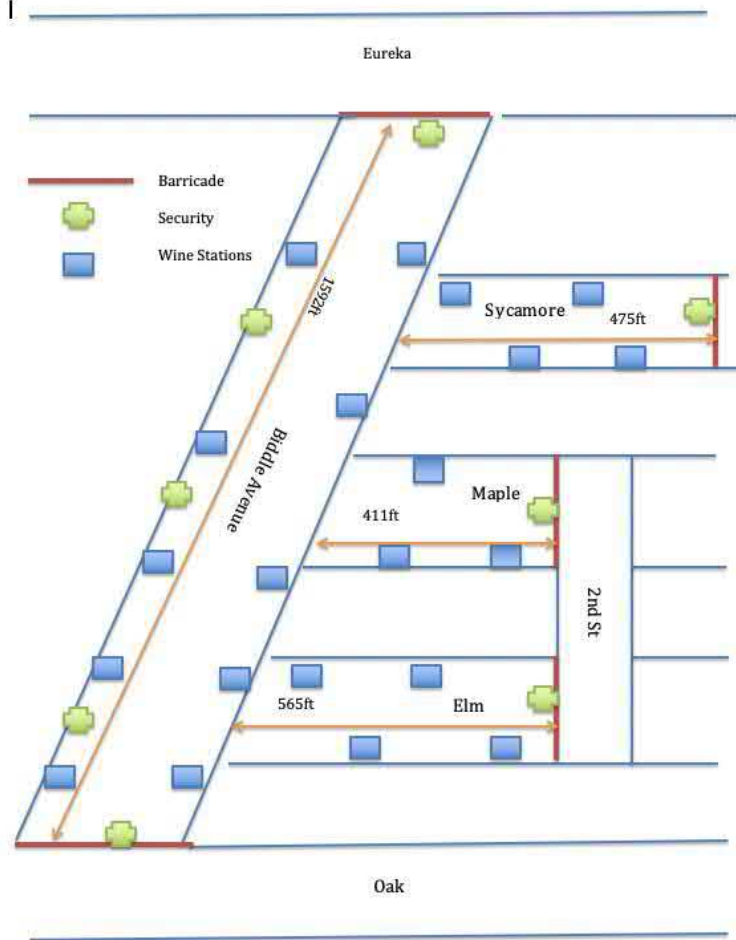 Eureka
Barricade
Security
Wine Stations
1592ft
Sycamore
475ft
Biddle Avenue
Maple
411ft
2nd St
565ft
Elm
Oak